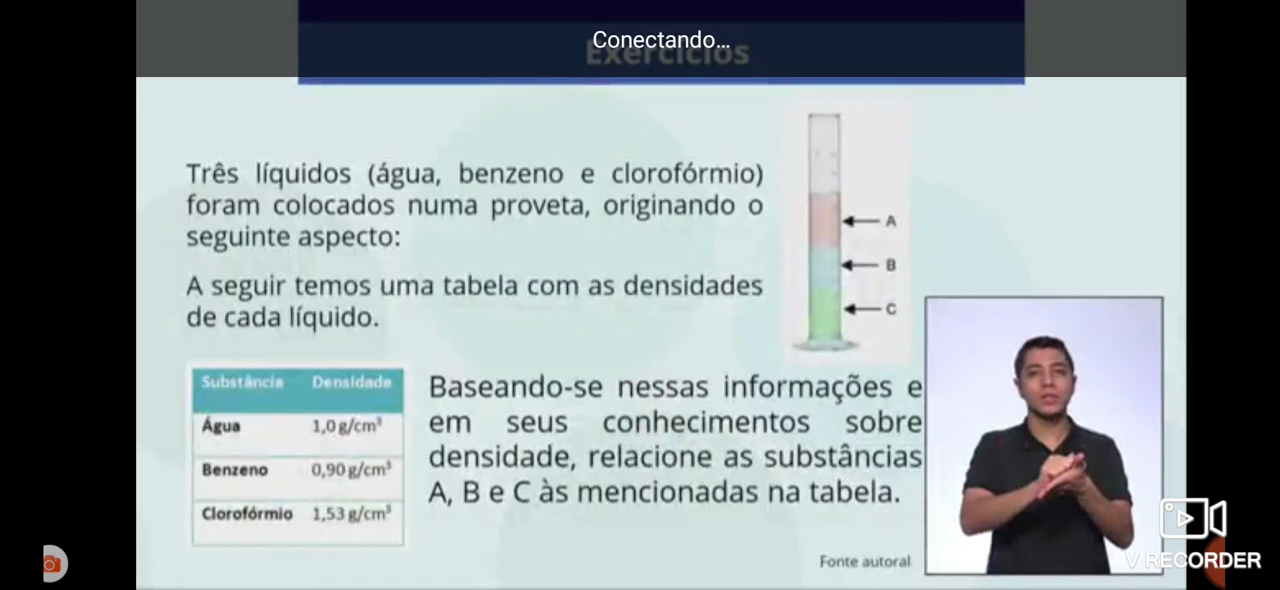 Conectando...
Exercícios
Três líquidos (água, benzeno e clorofórmio)
foram colocados numa proveta, originando o
seguinte aspecto:
A seguir temos uma tabela com as densidades
de cada líquido.
A
B
C
Substância Densidade
Água 1,0 g/cm³
Benzeno 0,90 g/cm³
Clorofórmio 1,53 g/cm³
Baseando-se nessas informações e
em seus conhecimentos sobre
densidade, relacione as substâncias
A, B e C às mencionadas na tabela.
Fonte autoral
V RECORDER